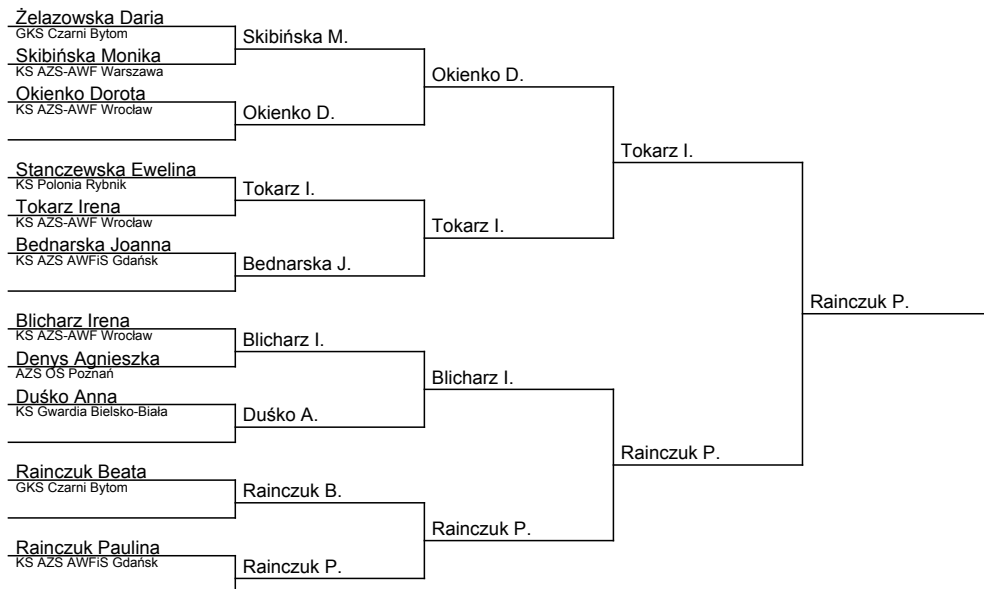 Żelazowska Daria
GKS Czarni Bytom
Skibińska M.
Skibińska Monika
KS AZS-AWF Warszawa
Okienko D.
Okienko Dorota
KS AZS-AWF Wrocław
Okienko D.
Tokarz I.
Stanczewska Ewelina
KS Polonia Rybnik
Tokarz I.
Tokarz Irena
KS AZS-AWF Wrocław
Tokarz I.
Bednarska Joanna
KS AZS AWFiS Gdańsk
Bednarska J.
Rainczuk P.
Blicharz Irena
KS AZS-AWF Wrocław
Blicharz I.
Denys Agnieszka
AZS OŚ Poznań
Blicharz I.
Duśko Anna
KS Gwardia Bielsko-Biała
Duśko A.
Rainczuk P.
Rainczuk Beata
GKS Czarni Bytom
Rainczuk B.
Rainczuk P.
Rainczuk Paulina
KS AZS AWFiS Gdańsk
Rainczuk P.